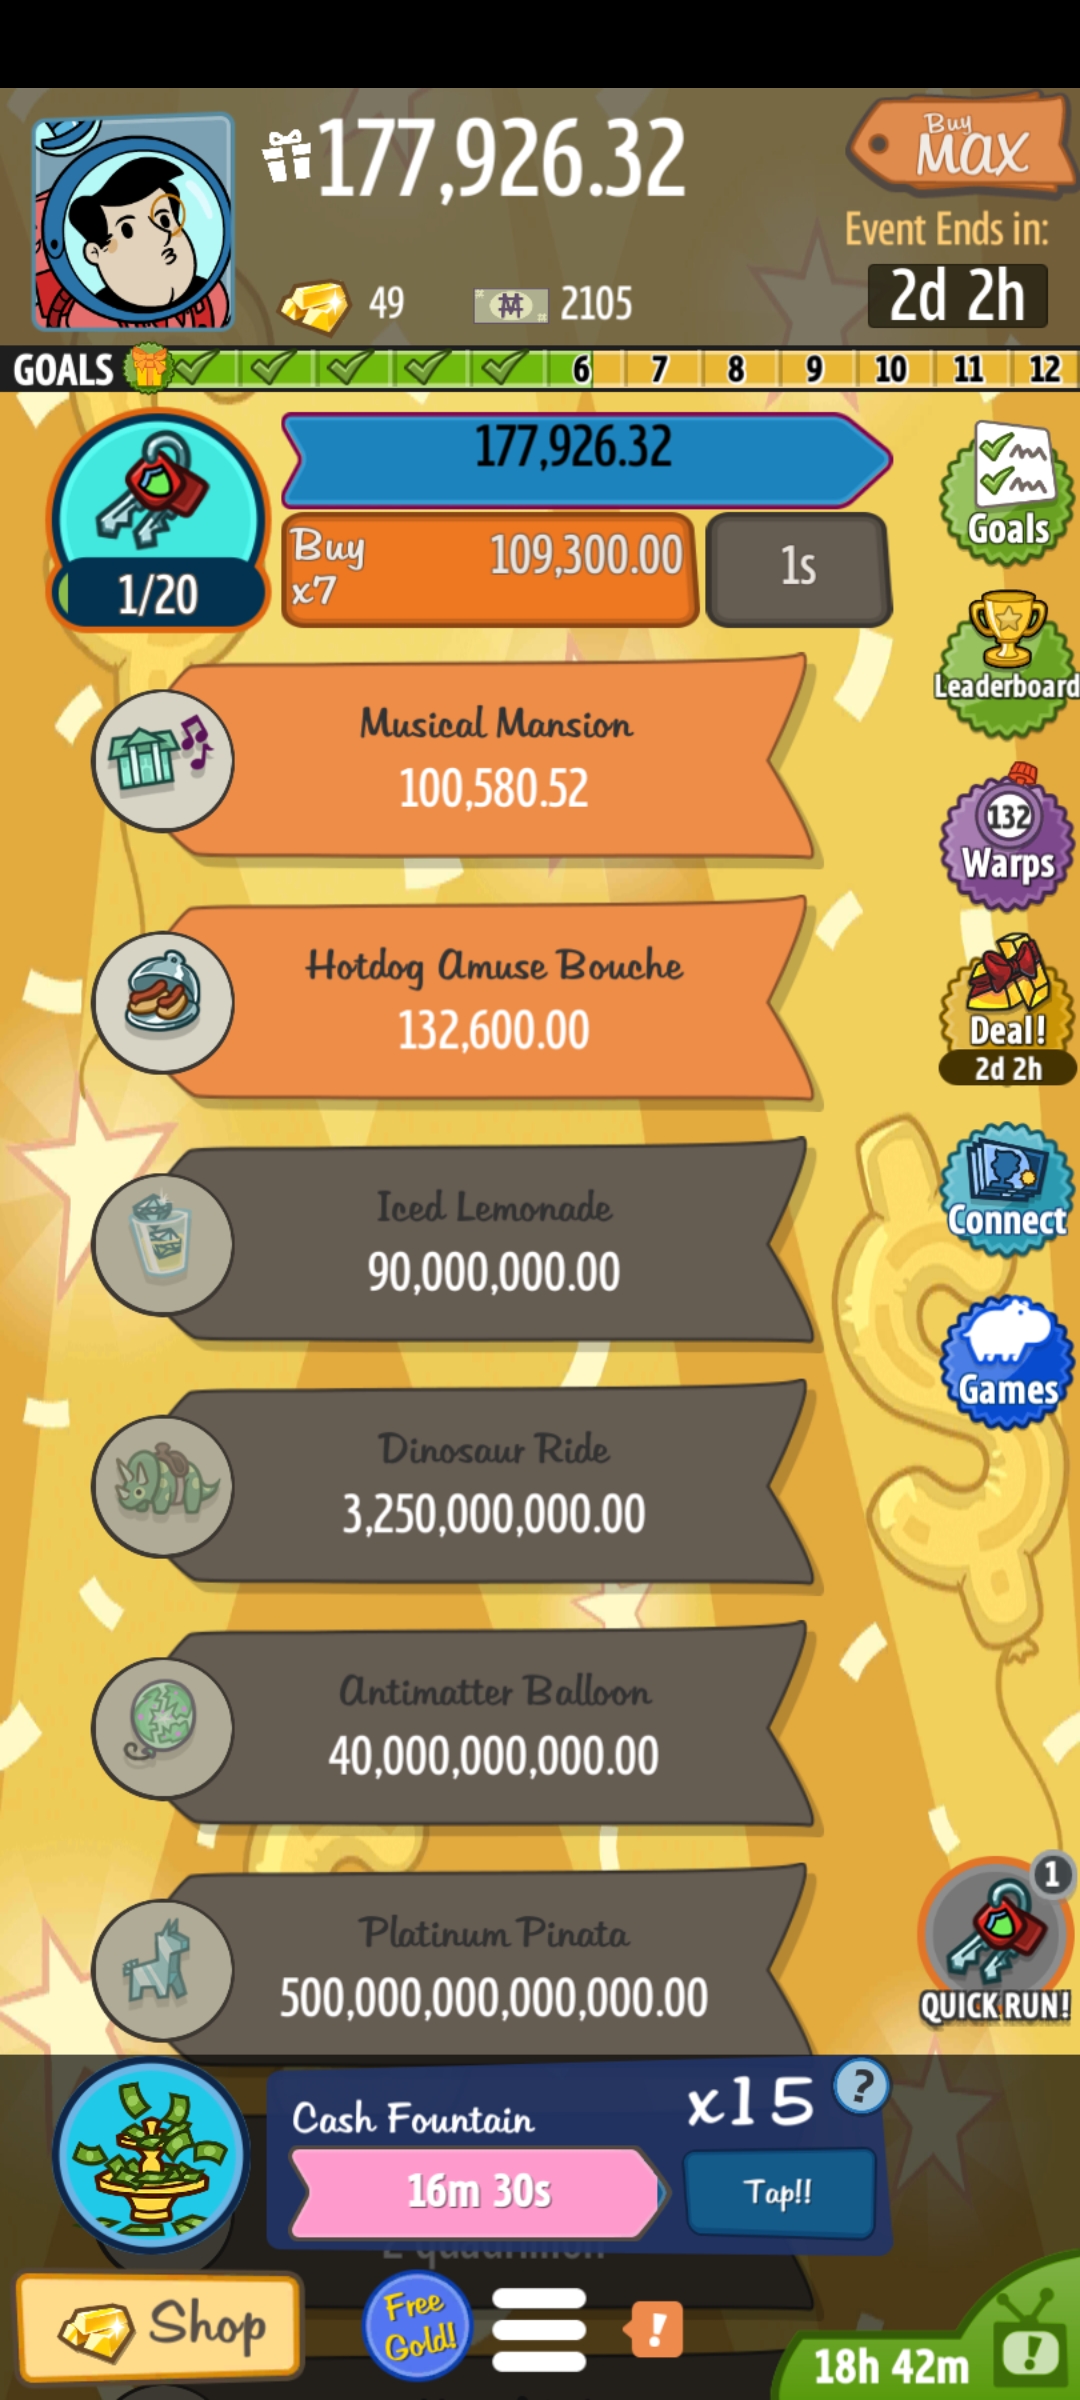 177,926.32
Buy
MAX
Event Ends in:
49
2105
2d 2h
GOALS 6 7 8 9 10 11 12
177,926.32
Buy
x7
109,300.00
1s
1/20
Goals
Leaderboard
Musical Mansion
100,580.52
132
Warps
Hotdog Amuse Bouche
132,600.00
Deal!
2d 2h
Iced Lemonade
90,000,000.00
Connect
Dinosaur Ride
3,250,000,000.00
Games
Antimatter Balloon
40,000,000,000.00
Platinum Pinata
500,000,000,000,000.00
1
QUICK RUN!
Cash Fountain
x15
?
16m 30s
Tap!!
2 quadrillion
Shop
Free
Gold!
!
18h 42m
!